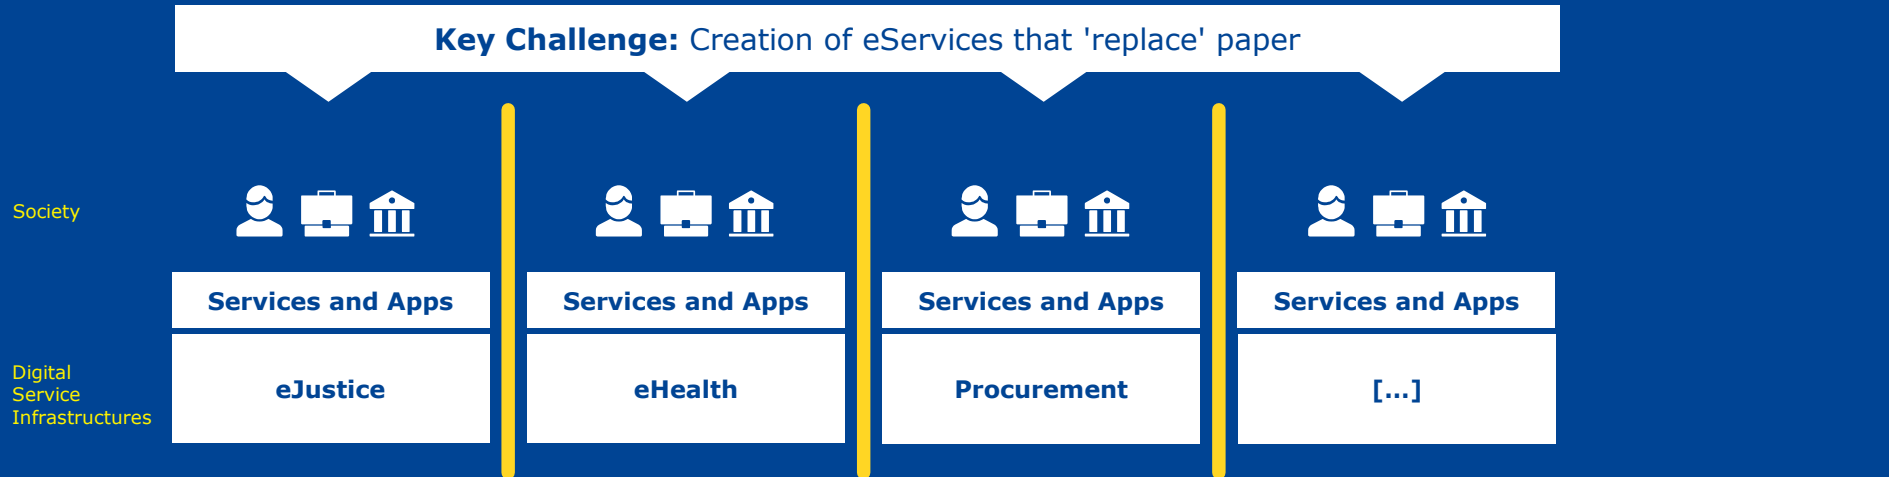 Key Challenge: Creation of eServices that 'replace' paper
Society
Services and Apps
Services and Apps
Services and Apps
Services and Apps
Digital
Service
Infrastructures
eJustice
eHealth
Procurement
[…]